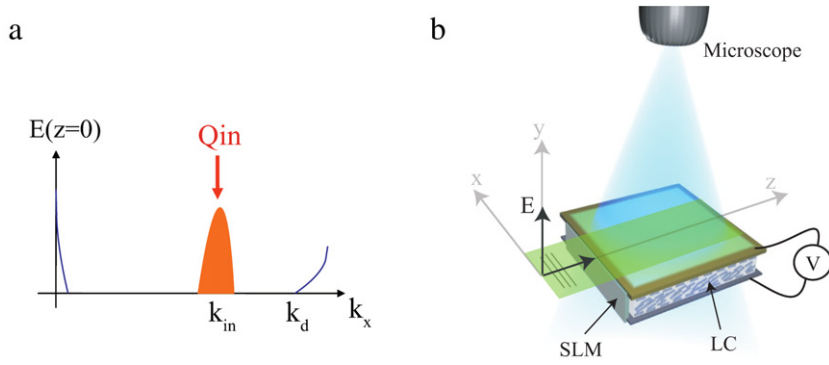 a
E(z=0)
Qin
k_in
k_d
k_x
b
Microscope
y
x
z
E
V
SLM
LC